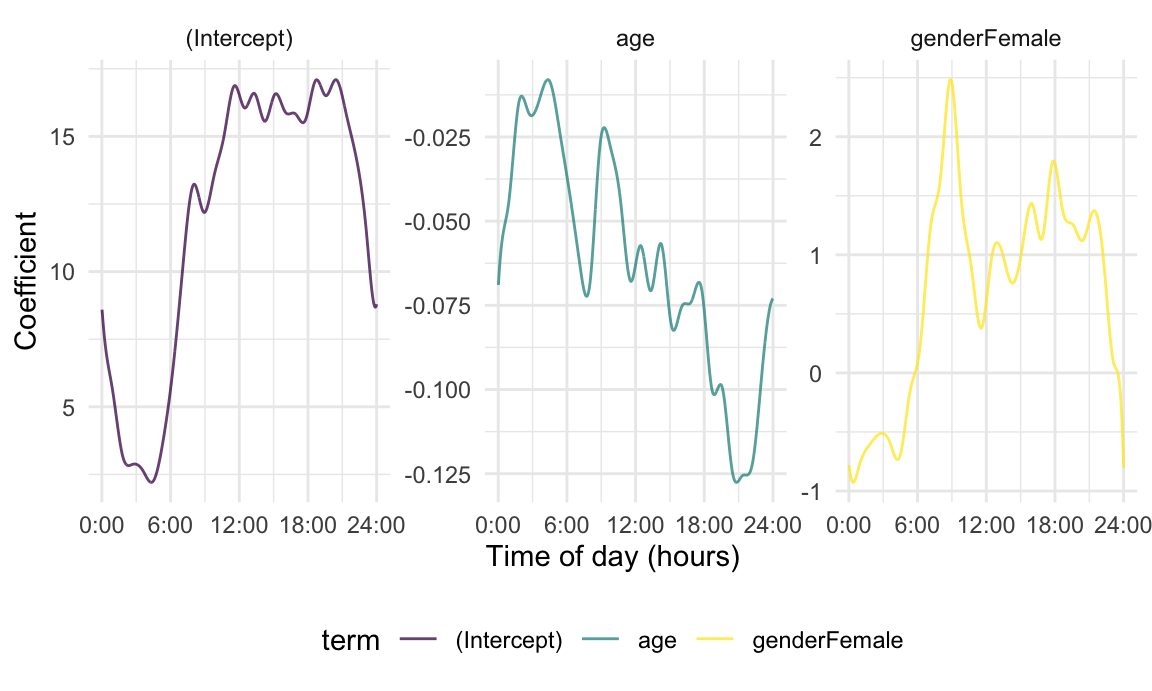 (Intercept) age genderFemale
Coefficient
15
10
5
-0.025
-0.050
-0.075
-0.100
-0.125
2
1
0
-1
0:00 6:00 12:00 18:00 24:00 0:00 6:00 12:00 18:00 24:00 0:00 6:00 12:00 18:00 24:00
Time of day (hours)
term (Intercept) age genderFemale